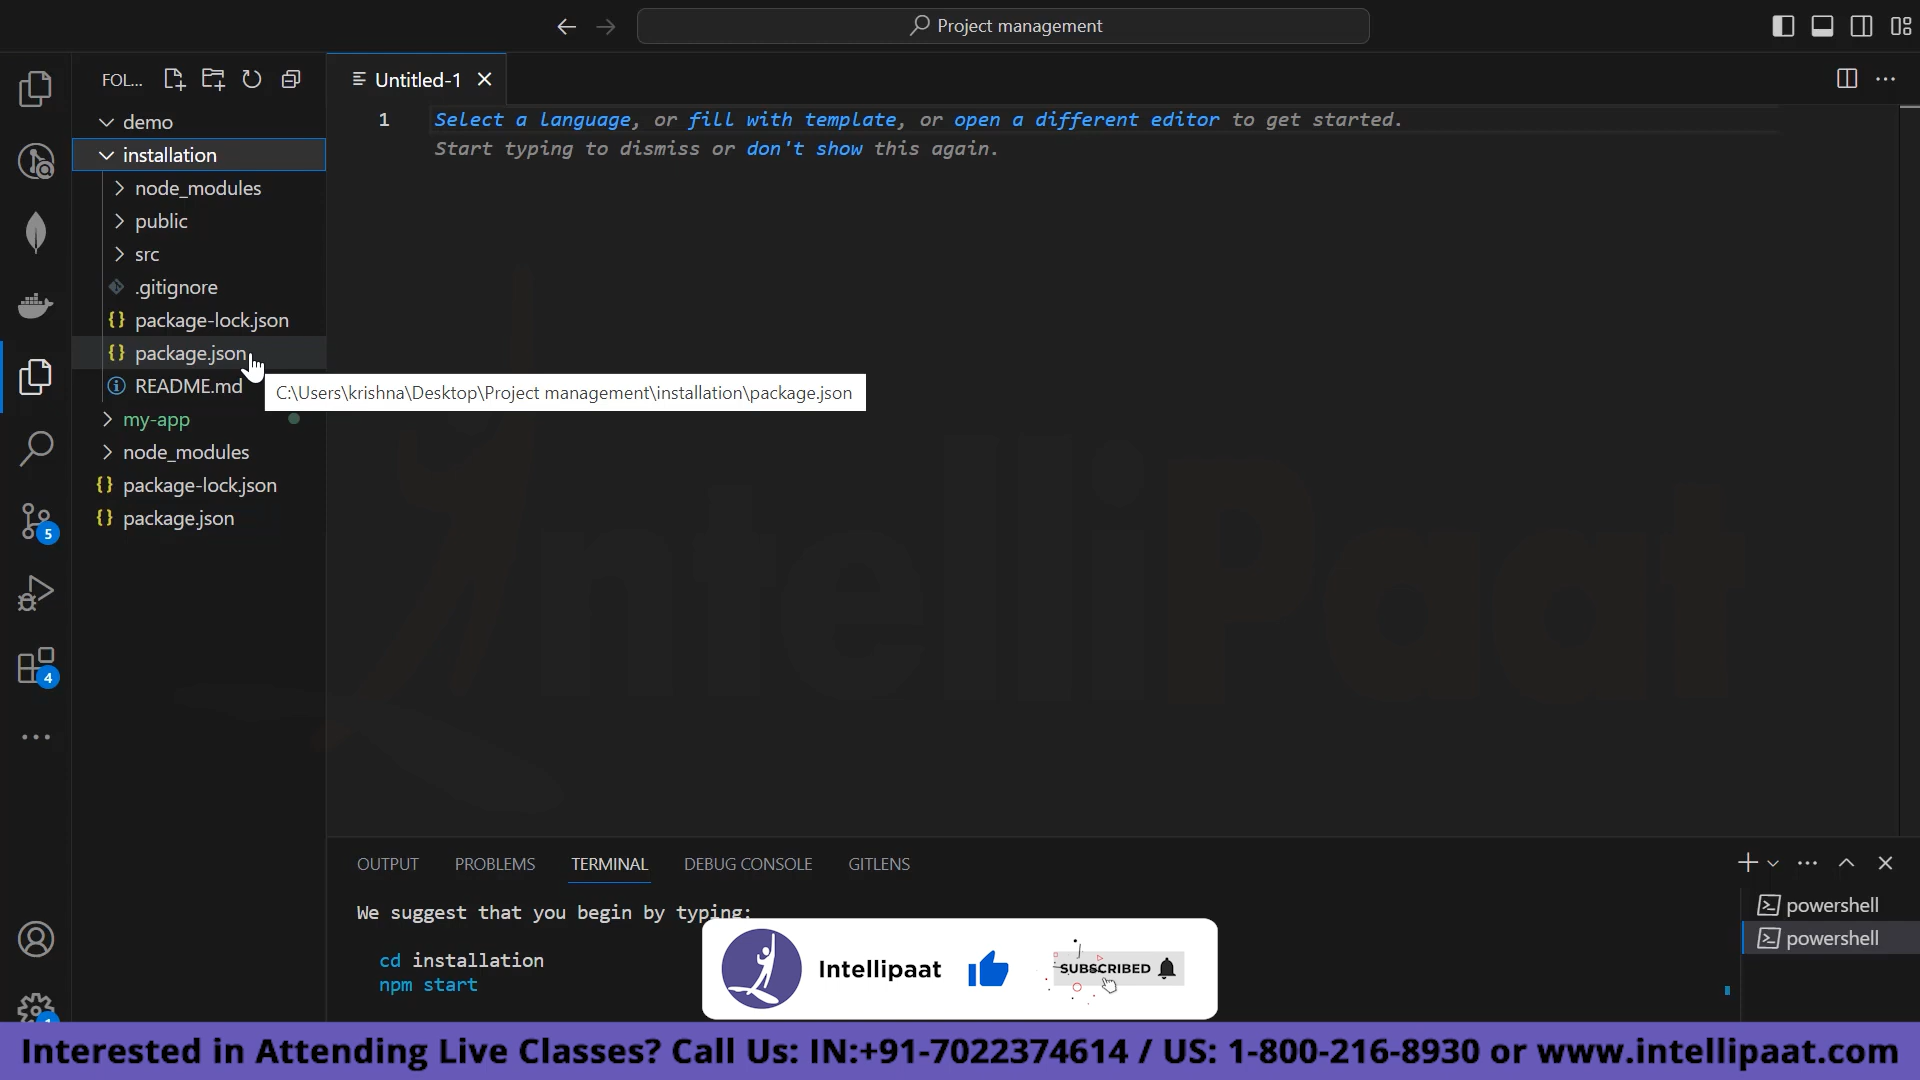 Project management
FOL...
Untitled-1
demo
installation
node_modules
public
src
.gitignore
package-lock.json
package.json
README.md
my-app
node_modules
package-lock.json
package.json
1
Select a language, or fill with template, or open a different editor to get started.
Start typing to dismiss or don't show this again.
C:\Users\krishna\Desktop\Project management\installation\package.json
IntelliPaat
5
4
1
OUTPUT PROBLEMS TERMINAL DEBUG CONSOLE GITLENS
We suggest that you begin by typing:
cd installation
npm start
powershell
powershell
Intellipaat
SUBSCRIBED
Interested in Attending Live Classes? Call Us: IN:+91-7022374614 / US: 1-800-216-8930 or www.intellipaat.com